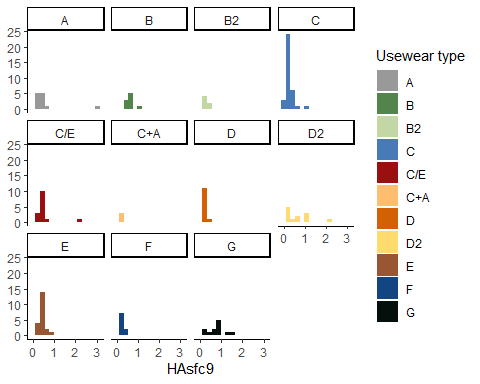 A B B2 C
25
20
15
10
5
0
C/E C+A D D2
25
20
15
10
5
0
0 1 2 3
E F G
25
20
15
10
5
0
0 1 2 3 0 1 2 3 0 1 2 3
HAsfc9
Usewear type
A
B
B2
C
C/E
C+A
D
D2
E
F
G